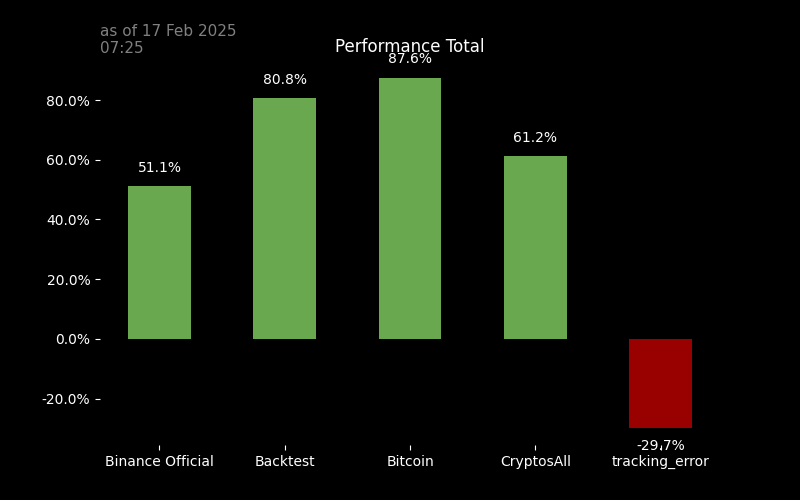 as of 17 Feb 2025
07:25
Performance Total
87.6%
80.8%
61.2%
51.1%
-29.7%
80.0%
60.0%
40.0%
20.0%
0.0%
-20.0%
Binance Official
Backtest
Bitcoin
CryptosAll
tracking_error